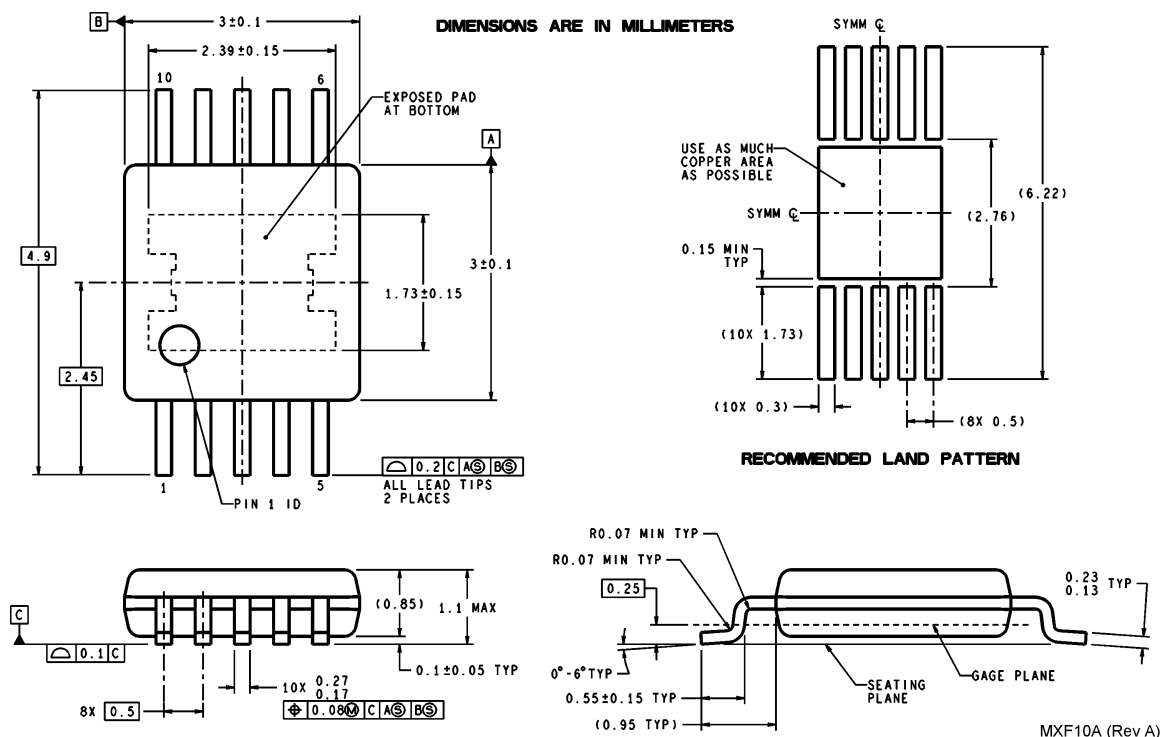 DIMENSIONS ARE IN MILLIMETERS
B
3±0.1
2.39±0.15
10
6
EXPOSED PAD
AT BOTTOM
A
4.9
2.45
3±0.1
1.73±0.15
1
5
PIN 1 ID
⌓ 0.2 C AⓈ BⓈ
ALL LEAD TIPS
2 PLACES
SYMM ℄
USE AS MUCH
COPPER AREA
AS POSSIBLE
SYMM ℄
(6.22)
(2.76)
0.15 MIN
TYP
(10X 1.73)
(10X 0.3)
(8X 0.5)
RECOMMENDED LAND PATTERN
C
⌓ 0.1 C
8X 0.5
(0.85)
1.1 MAX
0.1±0.05 TYP
10X 0.27
0.17
⌖ 0.08Ⓜ C AⓈ BⓈ
R0.07 MIN TYP
R0.07 MIN TYP
0.25
0°-6° TYP
0.55±0.15 TYP
(0.95 TYP)
SEATING
PLANE
GAGE PLANE
0.23
0.13 TYP
MXF10A (Rev A)